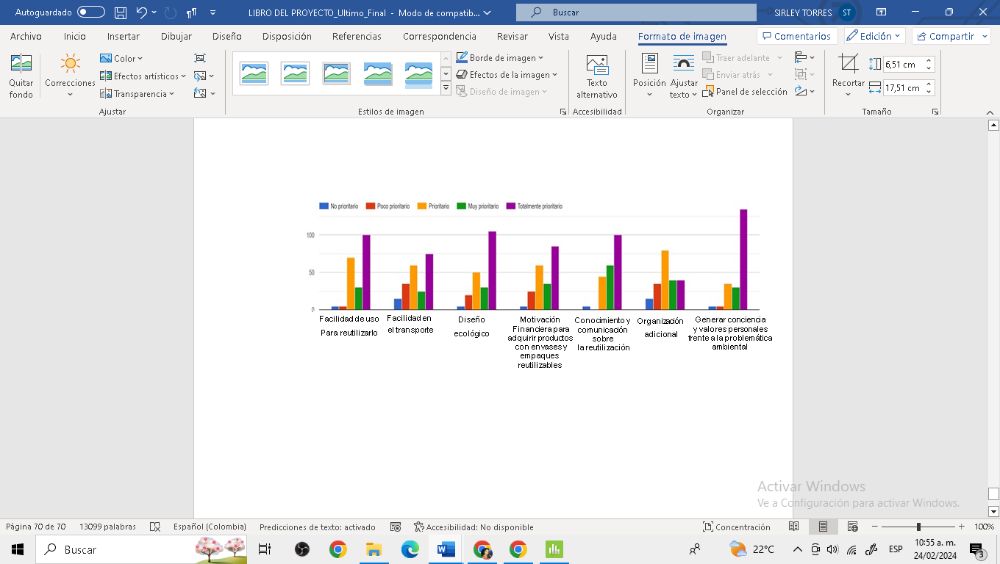 Autoguardado
LIBRO DEL PROYECTO_Ultimo_Final - Modo de compatib...
Buscar
SIRLEY TORRES
ST
Archivo Inicio Insertar Dibujar Diseño Disposición Referencias Correspondencia Revisar Vista Ayuda Formato de imagen
Comentarios
Edición
Compartir
Quitar
fondo
Correcciones
Color
Efectos artísticos
Transparencia
Ajustar
Estilos de imagen
Borde de imagen
Efectos de la imagen
Diseño de imagen
Texto
alternativo
Accesibilidad
Posición
Ajustar
texto
Traer adelante
Enviar atrás
Panel de selección
Organizar
Recortar
6,51 cm
17,51 cm
Tamaño
No prioritario Poco prioritario Prioritario Muy prioritario Totalmente prioritario
100
50
0
Facilidad de uso
Para reutilizarlo
Facilidad en
el transporte
Diseño
ecológico
Motivación
Financiera para
adquirir productos
con envases y
empaques
reutilizables
Conocimiento y
comunicación
sobre
la reutilización
Organización
adicional
Generar conciencia
y valores personales
frente a la problemática
ambiental
Activar Windows
Ve a Configuración para activar Windows.
Página 70 de 70
13099 palabras
Español (Colombia)
Predicciones de texto: activado
Accesibilidad: No disponible
Concentración
100%
Buscar
22°C
ESP
10:55 a. m.
24/02/2024
3